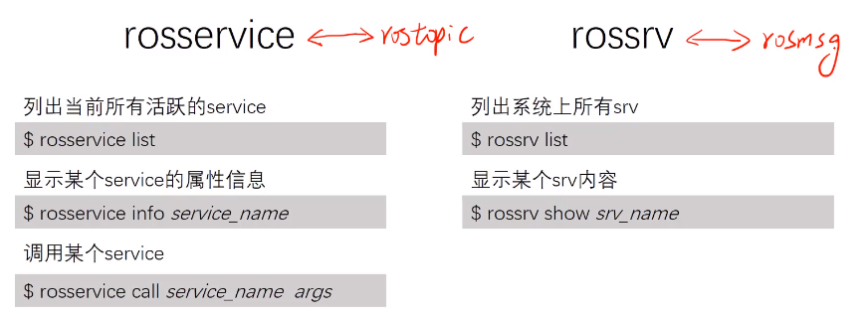 rosservice <--> rostopic
列出当前所有活跃的service
$ rosservice list
显示某个service的属性信息
$ rosservice info service_name
调用某个service
$ rosservice call service_name args
rossrv <--> rosmsg
列出系统上所有srv
$ rossrv list
显示某个srv内容
$ rossrv show srv_name